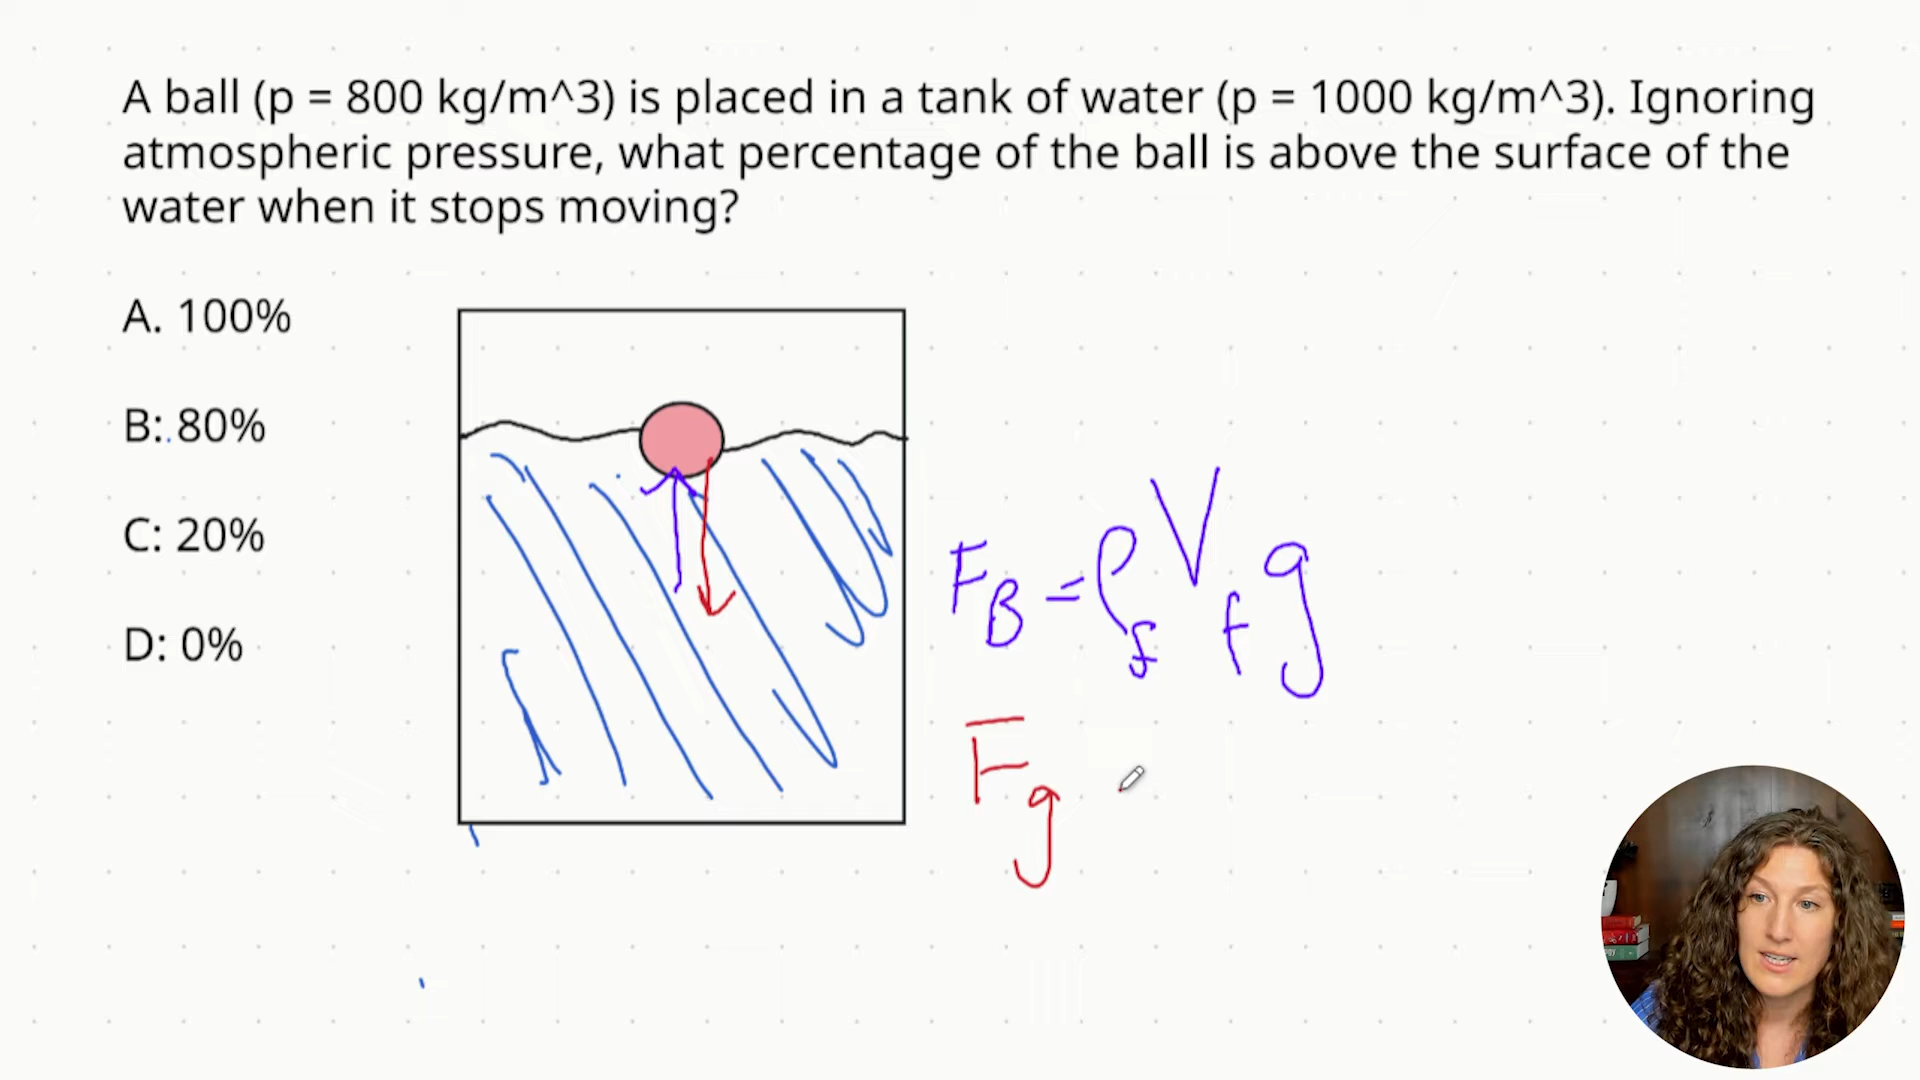 A ball (p = 800 kg/m^3) is placed in a tank of water (p = 1000 kg/m^3). Ignoring
atmospheric pressure, what percentage of the ball is above the surface of the
water when it stops moving?
A. 100%
B: 80%
C: 20%
D: 0%
F_B = ρ_f V_f g
F_g